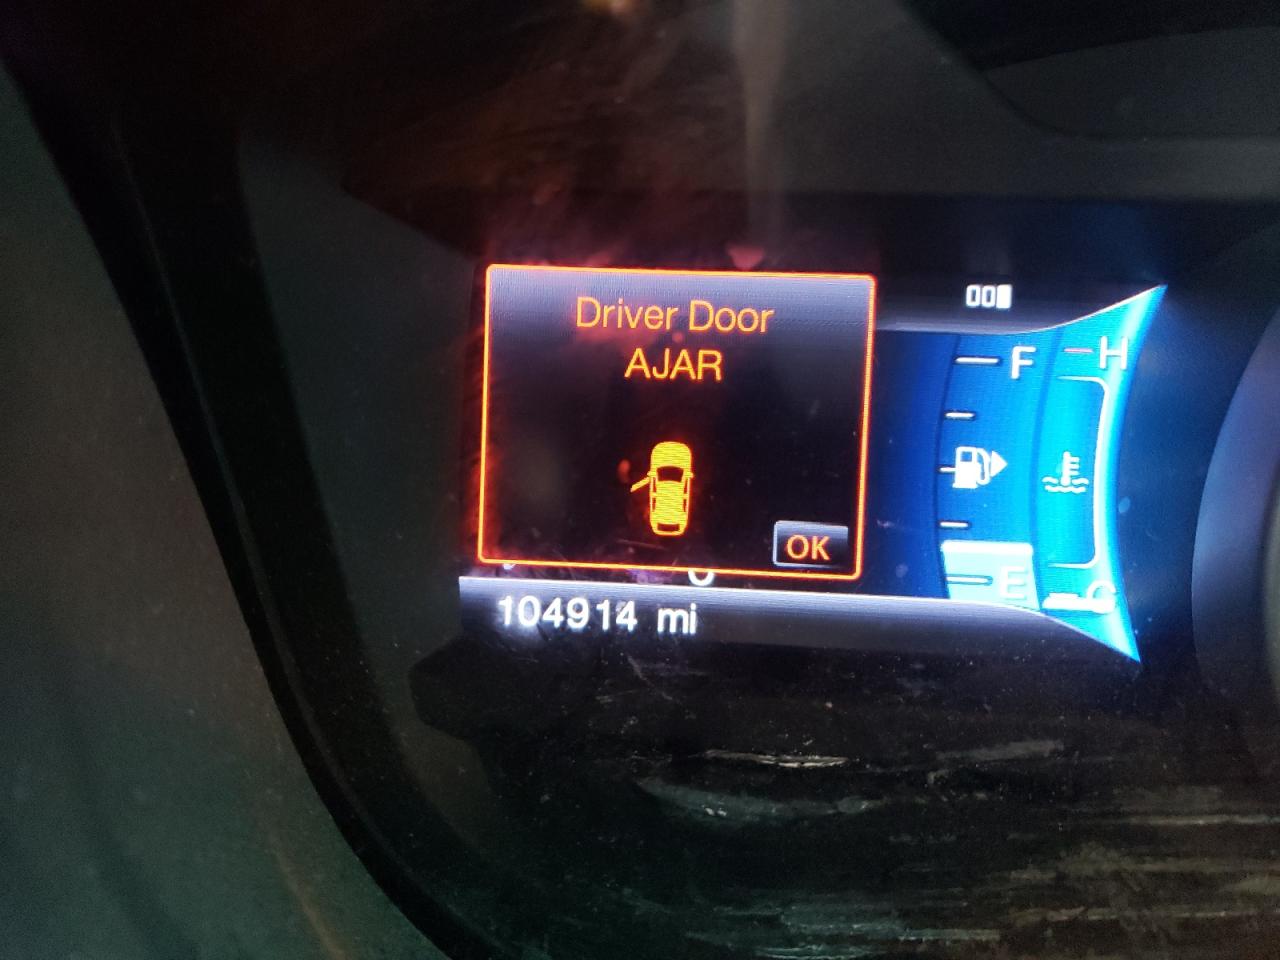 Driver Door
AJAR
OK
104914 mi
F
H
E
C